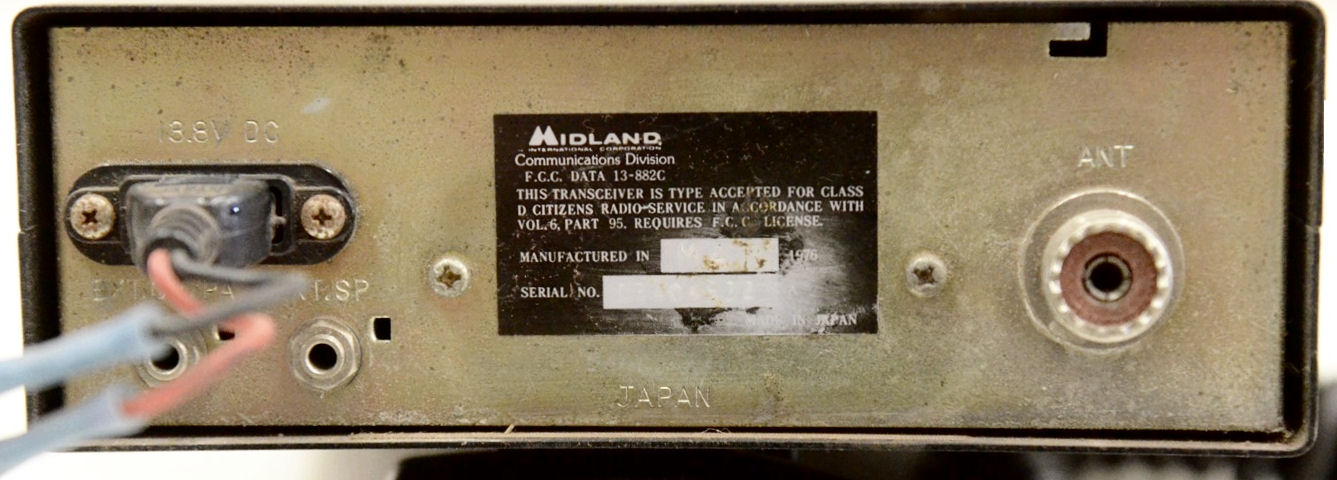 13.8V DC
MIDLAND
INTERNATIONAL CORPORATION
Communications Division
F.C.C. DATA 13-882C
THIS TRANSCEIVER IS TYPE ACCEPTED FOR CLASS
D CITIZENS RADIO SERVICE IN ACCORDANCE WITH
VOL.6, PART 95. REQUIRES F.C.C. LICENSE.
MANUFACTURED IN 1976
SERIAL NO.
MADE IN JAPAN
ANT
EXT.SP
JAPAN